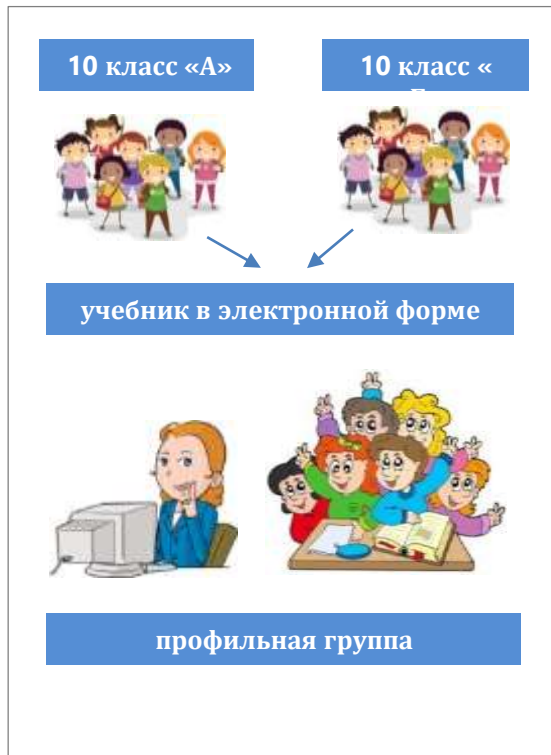 10 класс «А»
10 класс «
учебник в электронной форме
профильная группа